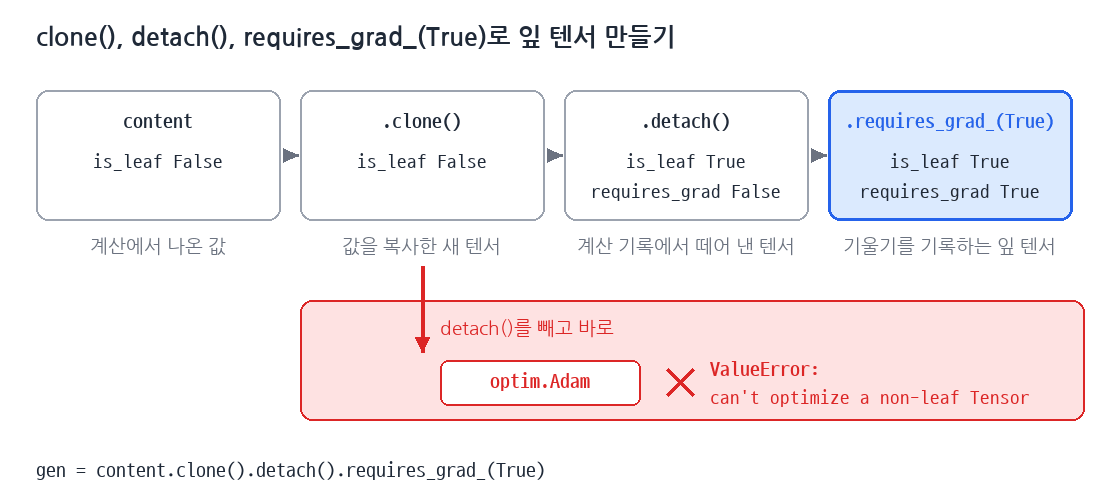 clone(), detach(), requires_grad_(True)로 잎 텐서 만들기
content
is_leaf False
계산에서 나온 값
.clone()
is_leaf False
값을 복사한 새 텐서
.detach()
is_leaf True
requires_grad False
계산 기록에서 떼어 낸 텐서
.requires_grad_(True)
is_leaf True
requires_grad True
기울기를 기록하는 잎 텐서
detach()를 빼고 바로
optim.Adam
ValueError:
can't optimize a non-leaf Tensor
gen = content.clone().detach().requires_grad_(True)